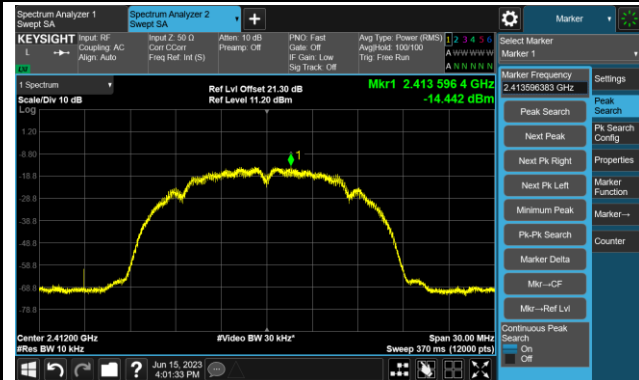 Spectrum Analyzer 1
Swept SA
Spectrum Analyzer 2
Swept SA
+
Marker
KEYSIGHT
L
Input: RF
Coupling: AC
Align: Auto
Input Z: 50 Ω
Corr CCorr
Freq Ref: Int (S)
Atten: 10 dB
Preamp: Off
PNO: Fast
Gate: Off
IF Gain: Low
Sig Track: Off
Avg Type: Power (RMS)
Avg|Hold: 100/100
Trig: Free Run
1 2 3 4 5 6
A W W W W W
A N N N N N
Select Marker
Marker 1
1 Spectrum
Scale/Div 10 dB
Log
Ref Lvl Offset 21.30 dB
Ref Level 11.20 dBm
Mkr1 2.413 596 4 GHz
-14.442 dBm
1.20
-8.80
-18.8
-28.8
-38.8
-48.8
-58.8
-68.8
-78.8
1
Center 2.41200 GHz
#Res BW 10 kHz
#Video BW 30 kHz*
Span 30.00 MHz
Sweep 370 ms (12000 pts)
Marker Frequency
2.413596383 GHz
Peak Search
Next Peak
Next Pk Right
Next Pk Left
Minimum Peak
Pk-Pk Search
Marker Delta
Mkr→CF
Mkr→Ref Lvl
Continuous Peak
Search
On
Off
Settings
Peak
Search
Pk Search
Config
Properties
Marker
Function
Marker→
Counter
?
Jun 15, 2023
4:01:33 PM